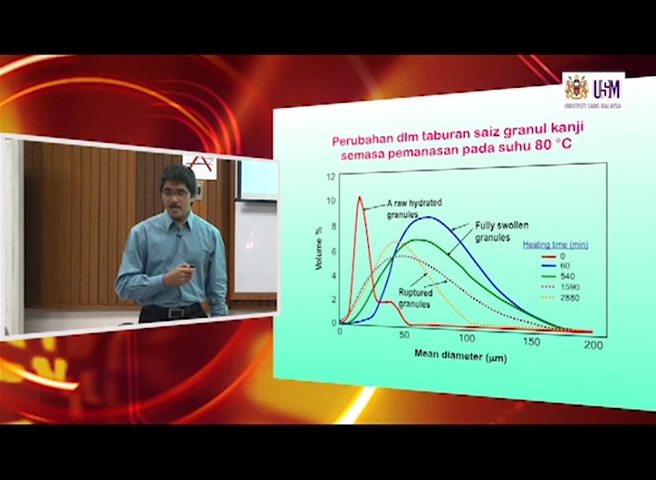 USM
UNIVERSITI SAINS MALAYSIA
Perubahan dlm taburan saiz granul kanji
semasa pemanasan pada suhu 80 °C
12
10
8
6
4
2
0
Volume %
A raw hydrated
granules
Fully swollen
granules
Ruptured
granules
Heating time (min)
0
60
540
1590
2880
0
50
100
150
200
Mean diameter (µm)